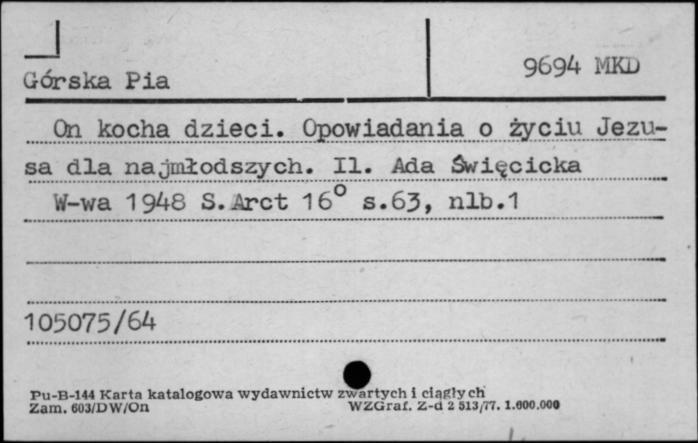 Górska Pia
9694 MKD
On kocha dzieci. Opowiadania o życiu Jezu-
sa dla najmłodszych. Il. Ada Święcicka
W-wa 1948 S.Arct 16° s.63, nlb.1
105075/64
Pu-B-144 Karta katalogowa wydawnictw zwartych i ciągłych
Zam. 603/DW/On WZGraf. Z-d 2 513/77. 1.600.000